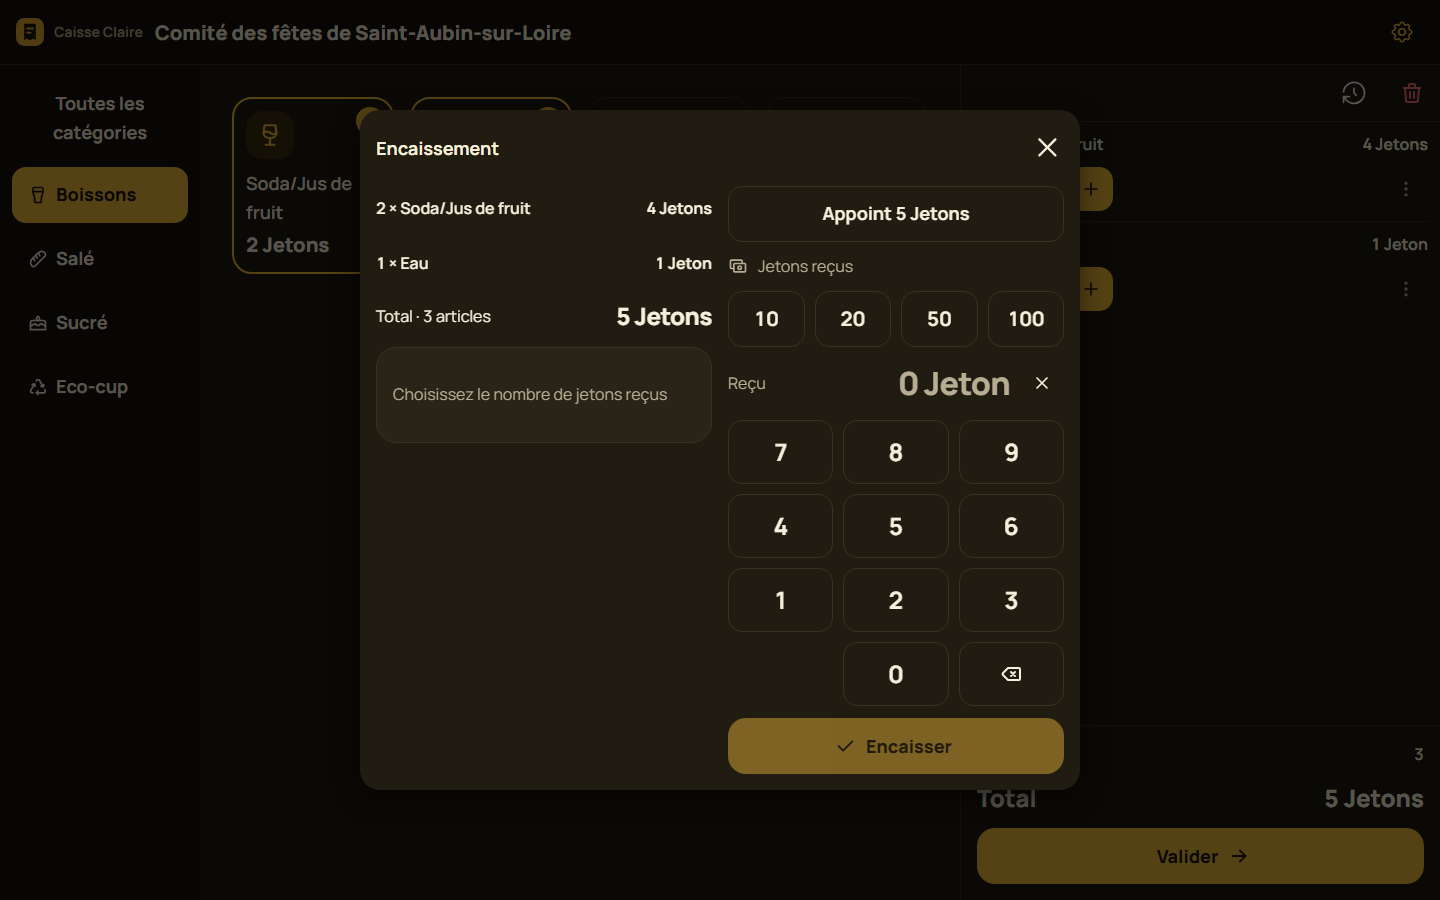 Caisse Claire
Comité des fêtes de Saint-Aubin-sur-Loire
Toutes les
catégories
Boissons
Salé
Sucré
Eco-cup
Soda/Jus de
fruit
2 Jetons
Encaissement
2 × Soda/Jus de fruit
4 Jetons
1 × Eau
1 Jeton
Total · 3 articles
5 Jetons
Choisissez le nombre de jetons reçus
Appoint 5 Jetons
Jetons reçus
10
20
50
100
Reçu
0 Jeton
7
8
9
4
5
6
1
2
3
0
Encaisser
ruit
4 Jetons
1 Jeton
3
Total
5 Jetons
Valider